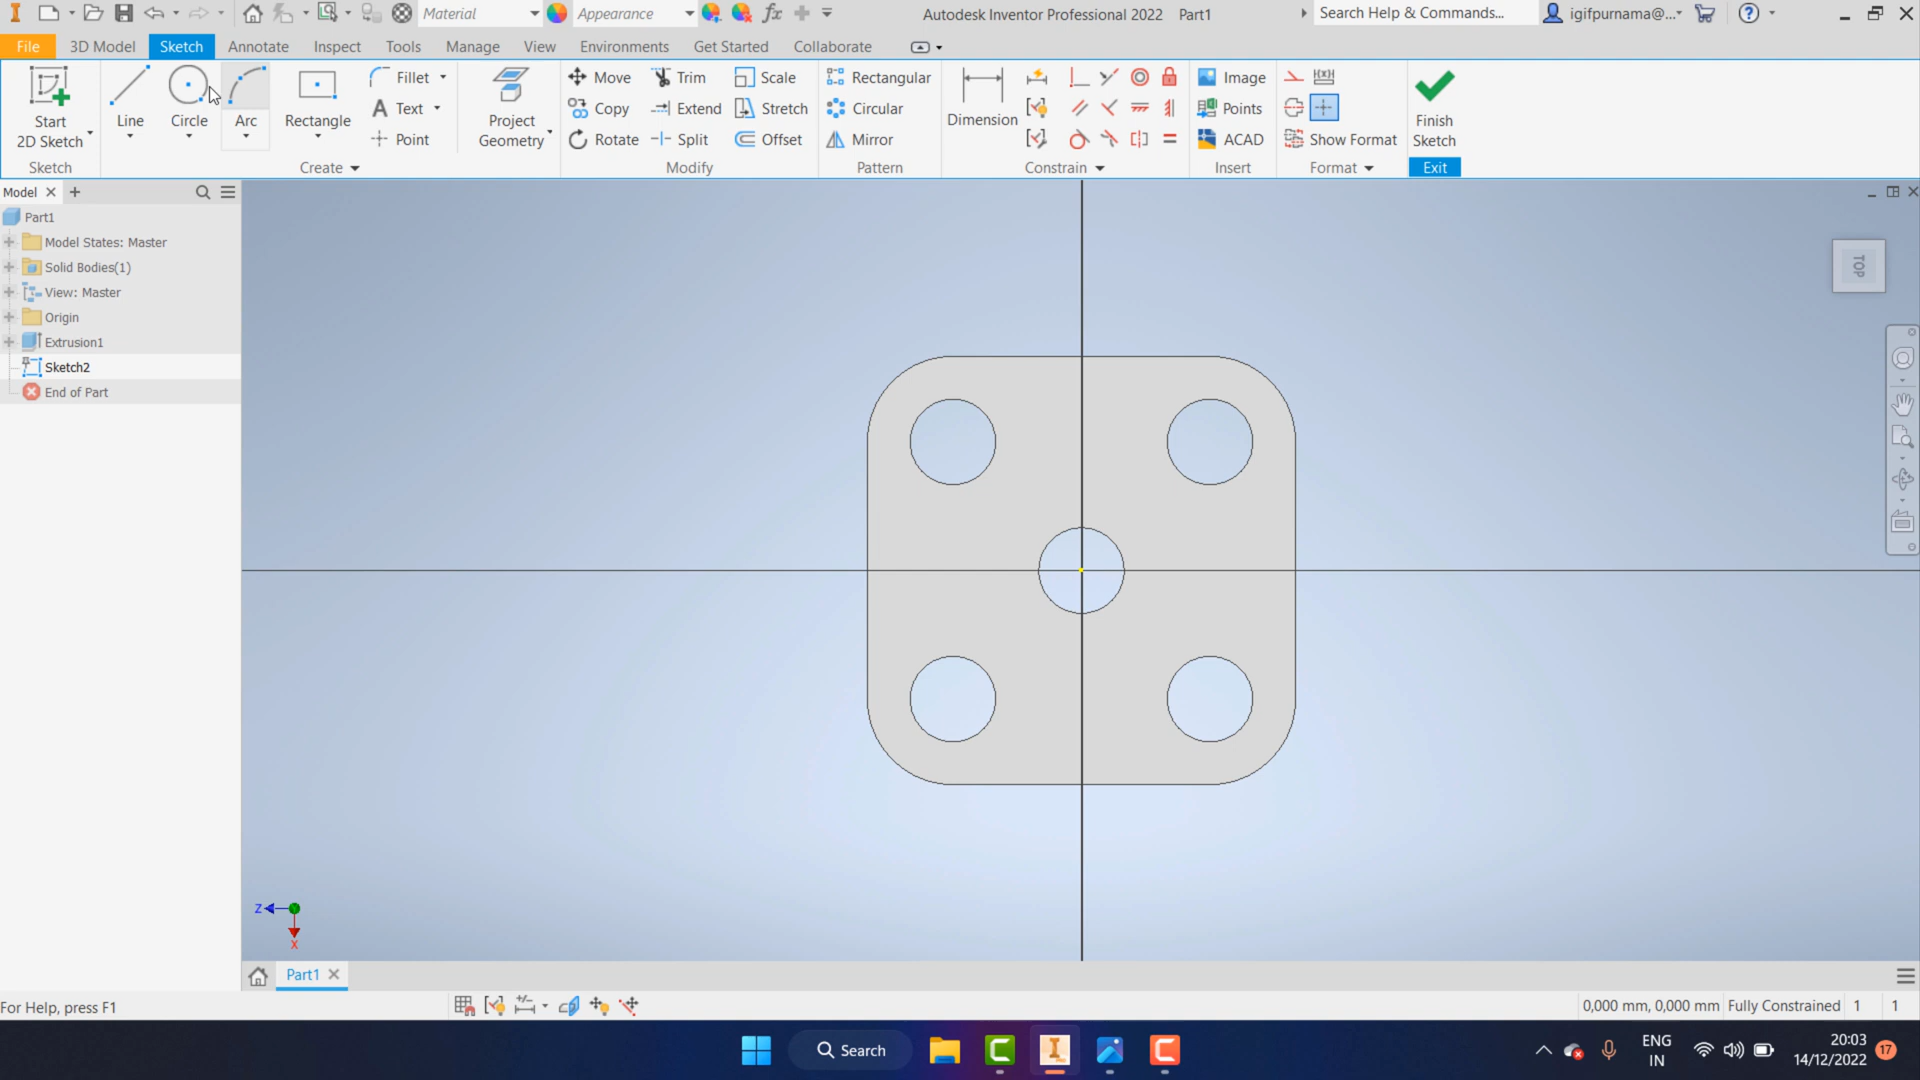 Material
Appearance
Autodesk Inventor Professional 2022 Part1
Search Help & Commands...
igifpurnama@...
File
3D Model
Sketch
Annotate
Inspect
Tools
Manage
View
Environments
Get Started
Collaborate
Start
2D Sketch
Line
Circle
Arc
Rectangle
Fillet
Text
Point
Project
Geometry
Move
Copy
Rotate
Trim
Extend
Split
Scale
Stretch
Offset
Rectangular
Circular
Mirror
Dimension
Image
Points
ACAD
Show Format
Finish
Sketch
Sketch
Create
Modify
Pattern
Constrain
Insert
Format
Exit
Model
Part1
Model States: Master
Solid Bodies(1)
View: Master
Origin
Extrusion1
Sketch2
End of Part
TOP
Z
X
Part1
For Help, press F1
0,000 mm, 0,000 mm Fully Constrained 1 1
Search
ENG
IN
20:03
14/12/2022
17